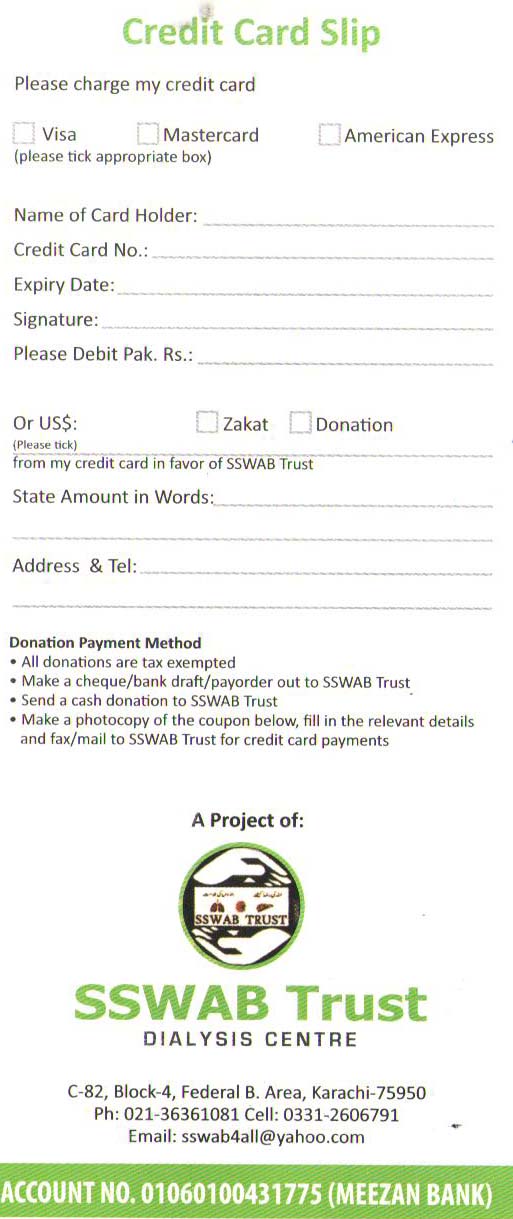 Credit Card Slip
Please charge my credit card
Visa Mastercard American Express
(please tick appropriate box)
Name of Card Holder:
Credit Card No.:
Expiry Date:
Signature:
Please Debit Pak. Rs.:
Or US$: Zakat Donation
(Please tick)
from my credit card in favor of SSWAB Trust
State Amount in Words:
Address & Tel:
Donation Payment Method
• All donations are tax exempted
• Make a cheque/bank draft/payorder out to SSWAB Trust
• Send a cash donation to SSWAB Trust
• Make a photocopy of the coupon below, fill in the relevant details
and fax/mail to SSWAB Trust for credit card payments
A Project of:
SSWAB TRUST
SSWAB Trust
DIALYSIS CENTRE
C-82, Block-4, Federal B. Area, Karachi-75950
Ph: 021-36361081 Cell: 0331-2606791
Email: sswab4all@yahoo.com
ACCOUNT NO. 01060100431775 (MEEZAN BANK)